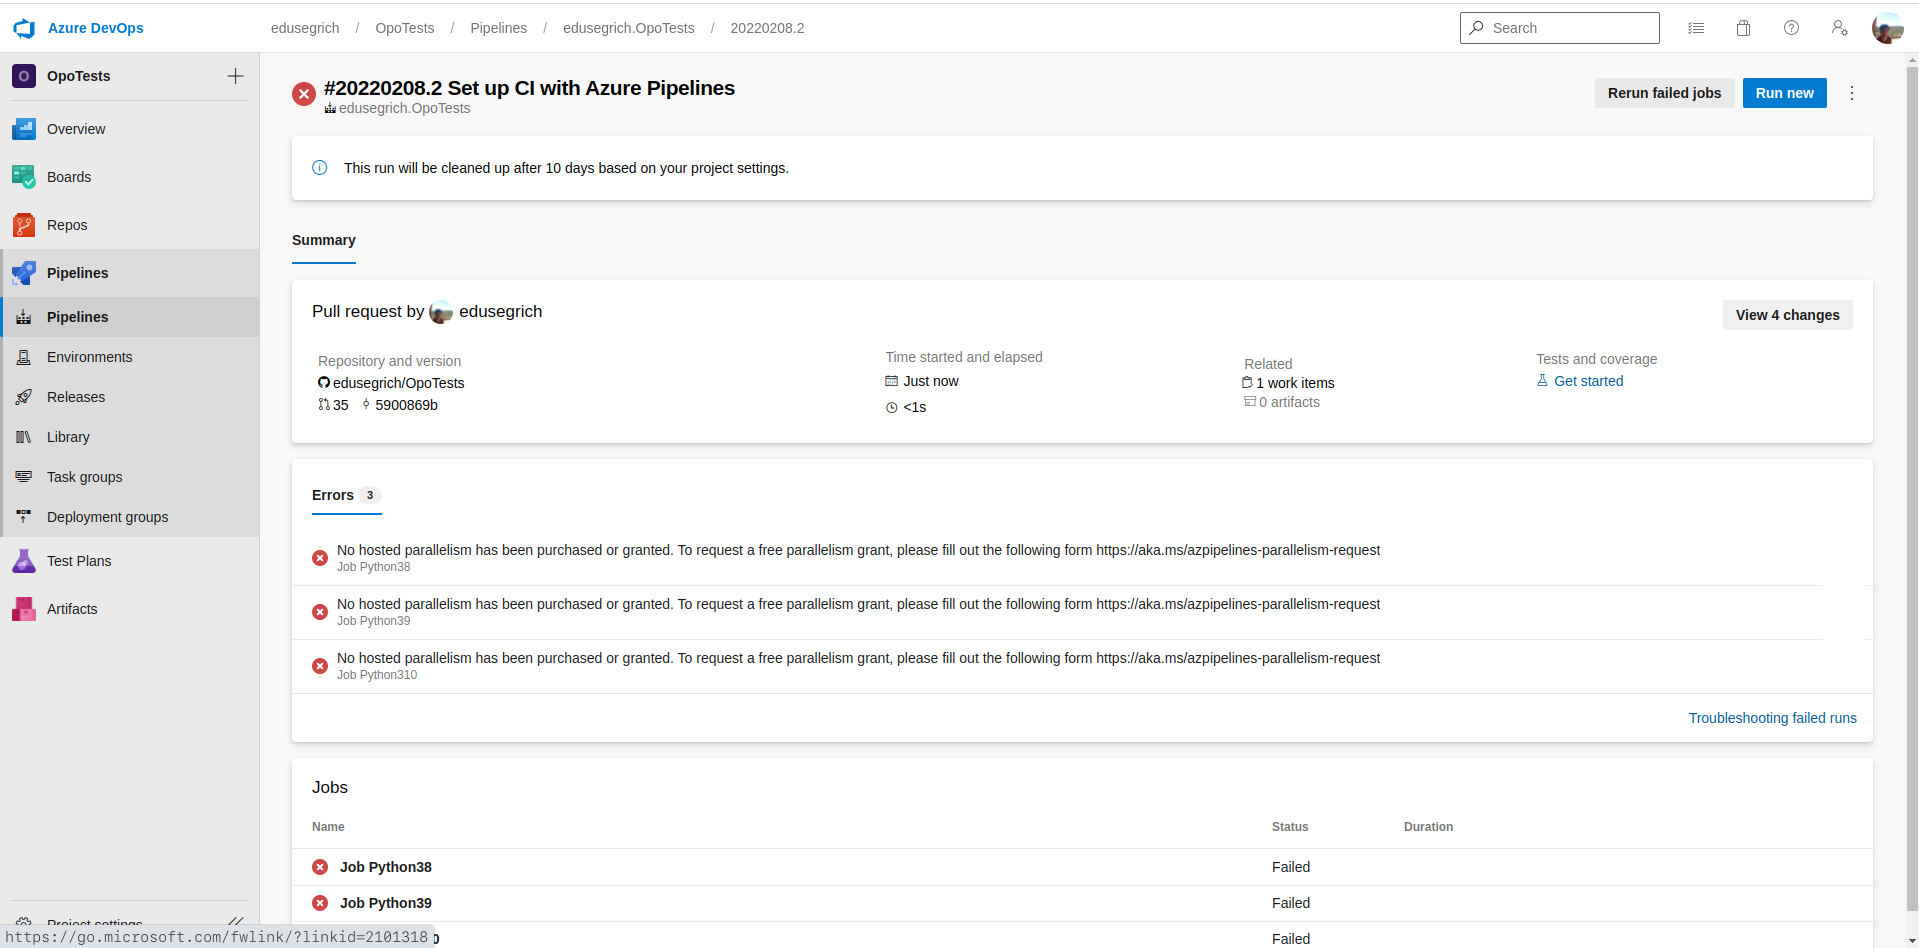 Azure DevOps
edusegrich / OpoTests / Pipelines / edusegrich.OpoTests / 20220208.2
Search
O OpoTests
Overview
Boards
Repos
Pipelines
Pipelines
Environments
Releases
Library
Task groups
Deployment groups
Test Plans
Artifacts
Project settings
https://go.microsoft.com/fwlink/?linkid=2101318
#20220208.2 Set up CI with Azure Pipelines
edusegrich.OpoTests
Rerun failed jobs
Run new
This run will be cleaned up after 10 days based on your project settings.
Summary
Pull request by edusegrich
View 4 changes
Repository and version
edusegrich/OpoTests
35 5900869b
Time started and elapsed
Just now
<1s
Related
1 work items
0 artifacts
Tests and coverage
Get started
Errors 3
No hosted parallelism has been purchased or granted. To request a free parallelism grant, please fill out the following form https://aka.ms/azpipelines-parallelism-request
Job Python38
No hosted parallelism has been purchased or granted. To request a free parallelism grant, please fill out the following form https://aka.ms/azpipelines-parallelism-request
Job Python39
No hosted parallelism has been purchased or granted. To request a free parallelism grant, please fill out the following form https://aka.ms/azpipelines-parallelism-request
Job Python310
Troubleshooting failed runs
Jobs
Name Status Duration
Job Python38 Failed
Job Python39 Failed
0 Failed